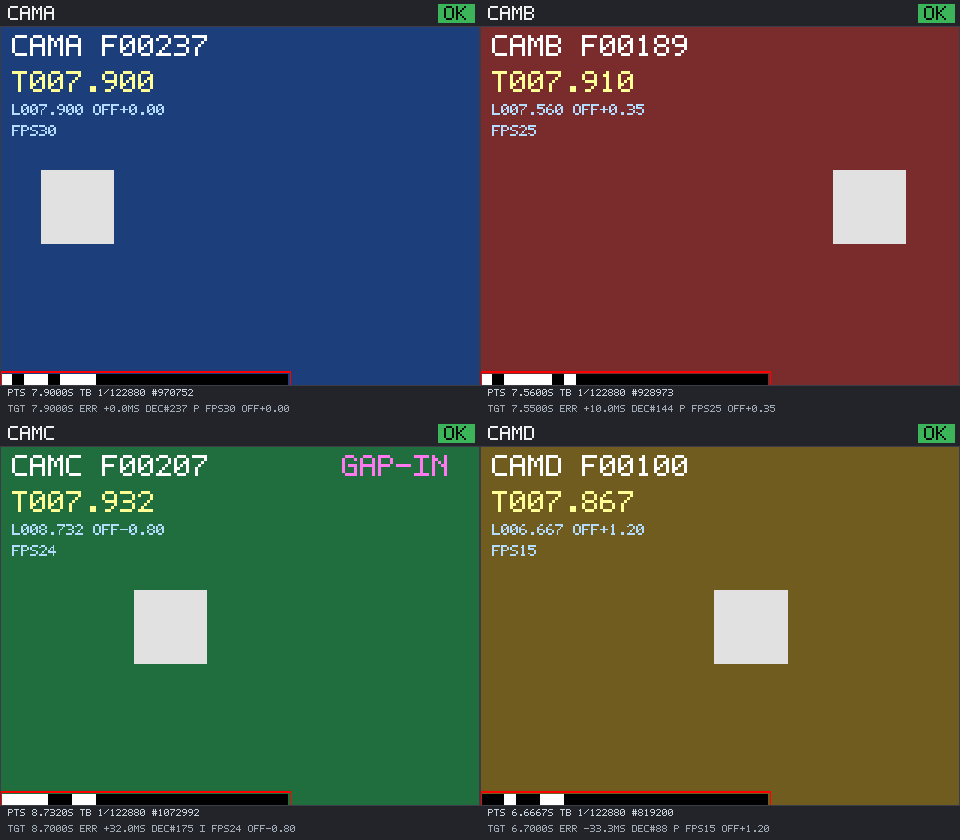 CAMA OK
CAMA F00237
T007.900
L007.900 OFF+0.00
FPS30
PTS 7.9000S TB 1/122880 #970752
TGT 7.9000S ERR +0.0MS DEC#237 P FPS30 OFF+0.00
CAMB OK
CAMB F00189
T007.910
L007.560 OFF+0.35
FPS25
PTS 7.5600S TB 1/122880 #928973
TGT 7.5500S ERR +10.0MS DEC#144 P FPS25 OFF+0.35
CAMC OK
CAMC F00207 GAP-IN
T007.932
L008.732 OFF-0.80
FPS24
PTS 8.7320S TB 1/122880 #1072992
TGT 8.7000S ERR +32.0MS DEC#175 I FPS24 OFF-0.80
CAMD OK
CAMD F00100
T007.867
L006.667 OFF+1.20
FPS15
PTS 6.6667S TB 1/122880 #819200
TGT 6.7000S ERR -33.3MS DEC#88 P FPS15 OFF+1.20